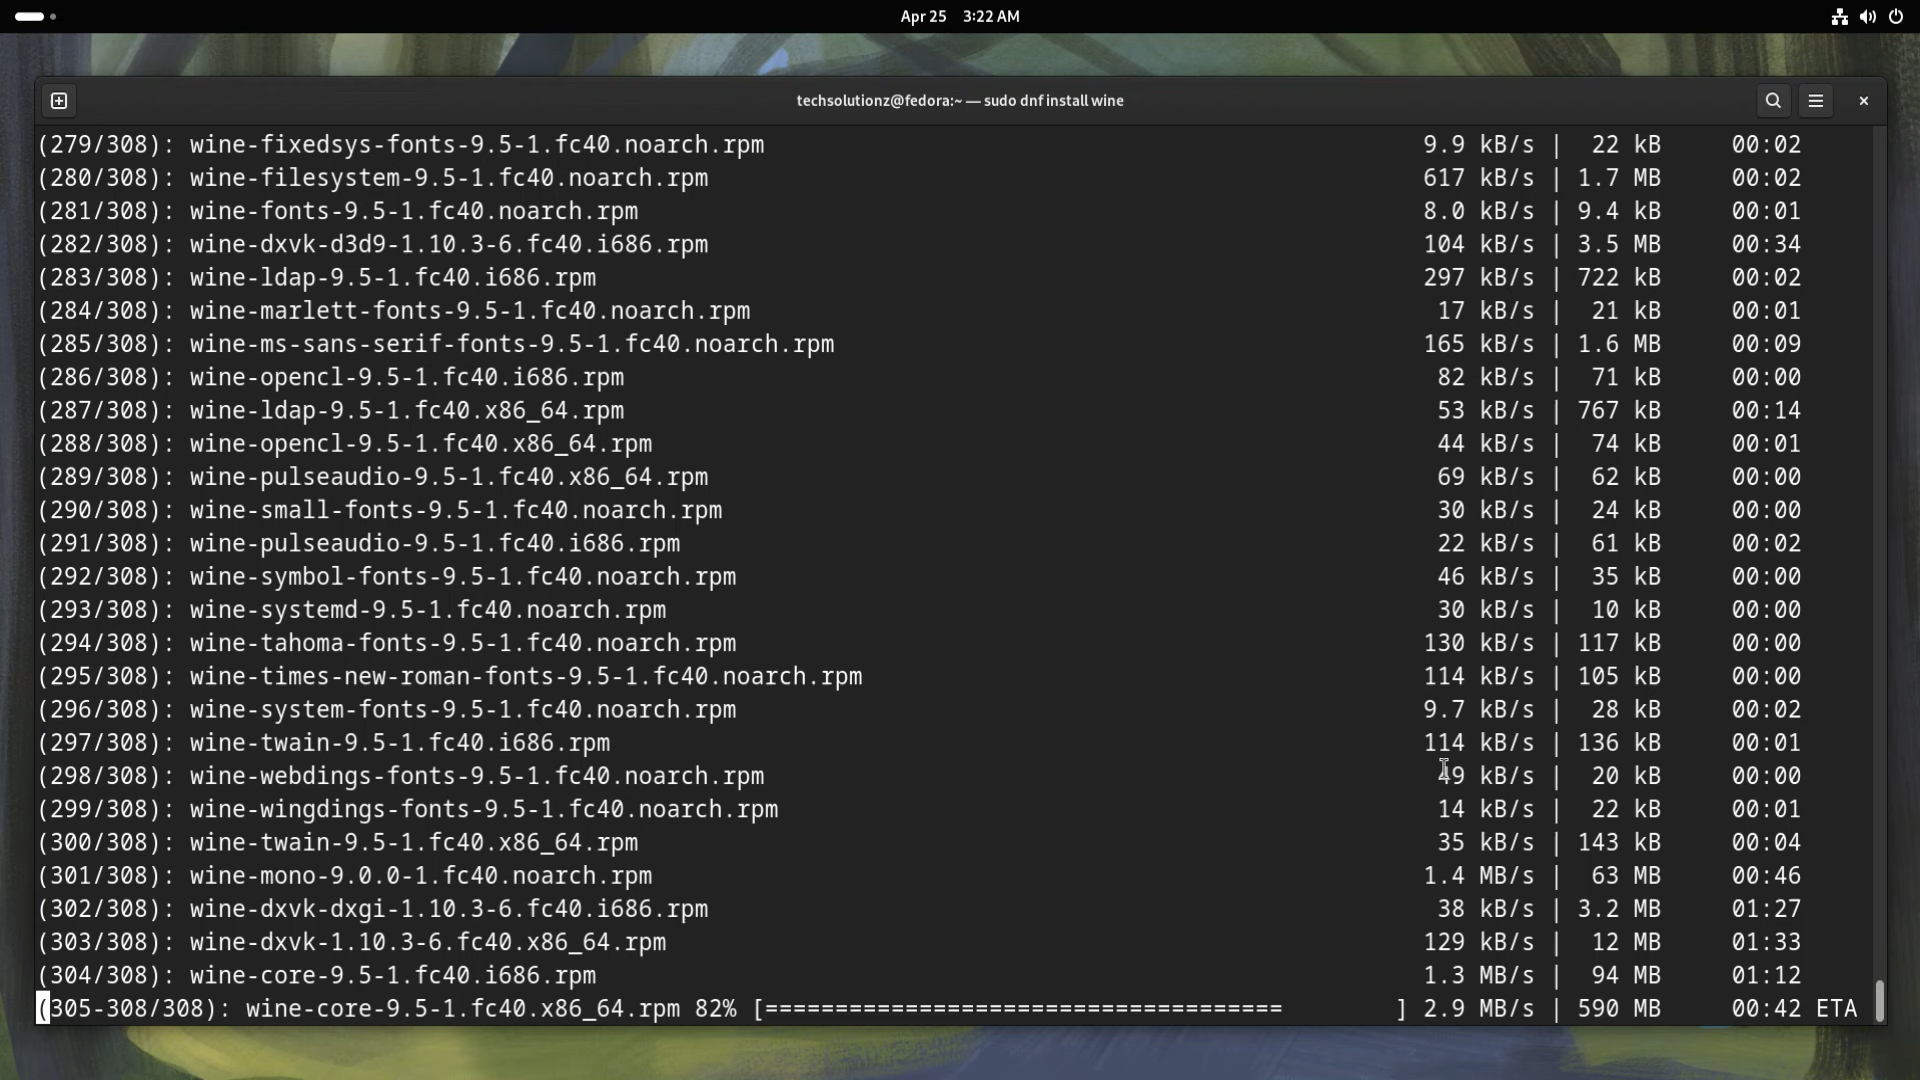 Apr 25 3:22 AM
techsolutionz@fedora:~ — sudo dnf install wine
(279/308): wine-fixedsys-fonts-9.5-1.fc40.noarch.rpm 9.9 kB/s | 22 kB 00:02
(280/308): wine-filesystem-9.5-1.fc40.noarch.rpm 617 kB/s | 1.7 MB 00:02
(281/308): wine-fonts-9.5-1.fc40.noarch.rpm 8.0 kB/s | 9.4 kB 00:01
(282/308): wine-dxvk-d3d9-1.10.3-6.fc40.i686.rpm 104 kB/s | 3.5 MB 00:34
(283/308): wine-ldap-9.5-1.fc40.i686.rpm 297 kB/s | 722 kB 00:02
(284/308): wine-marlett-fonts-9.5-1.fc40.noarch.rpm 17 kB/s | 21 kB 00:01
(285/308): wine-ms-sans-serif-fonts-9.5-1.fc40.noarch.rpm 165 kB/s | 1.6 MB 00:09
(286/308): wine-opencl-9.5-1.fc40.i686.rpm 82 kB/s | 71 kB 00:00
(287/308): wine-ldap-9.5-1.fc40.x86_64.rpm 53 kB/s | 767 kB 00:14
(288/308): wine-opencl-9.5-1.fc40.x86_64.rpm 44 kB/s | 74 kB 00:01
(289/308): wine-pulseaudio-9.5-1.fc40.x86_64.rpm 69 kB/s | 62 kB 00:00
(290/308): wine-small-fonts-9.5-1.fc40.noarch.rpm 30 kB/s | 24 kB 00:00
(291/308): wine-pulseaudio-9.5-1.fc40.i686.rpm 22 kB/s | 61 kB 00:02
(292/308): wine-symbol-fonts-9.5-1.fc40.noarch.rpm 46 kB/s | 35 kB 00:00
(293/308): wine-systemd-9.5-1.fc40.noarch.rpm 30 kB/s | 10 kB 00:00
(294/308): wine-tahoma-fonts-9.5-1.fc40.noarch.rpm 130 kB/s | 117 kB 00:00
(295/308): wine-times-new-roman-fonts-9.5-1.fc40.noarch.rpm 114 kB/s | 105 kB 00:00
(296/308): wine-system-fonts-9.5-1.fc40.noarch.rpm 9.7 kB/s | 28 kB 00:02
(297/308): wine-twain-9.5-1.fc40.i686.rpm 114 kB/s | 136 kB 00:01
(298/308): wine-webdings-fonts-9.5-1.fc40.noarch.rpm 49 kB/s | 20 kB 00:00
(299/308): wine-wingdings-fonts-9.5-1.fc40.noarch.rpm 14 kB/s | 22 kB 00:01
(300/308): wine-twain-9.5-1.fc40.x86_64.rpm 35 kB/s | 143 kB 00:04
(301/308): wine-mono-9.0.0-1.fc40.noarch.rpm 1.4 MB/s | 63 MB 00:46
(302/308): wine-dxvk-dxgi-1.10.3-6.fc40.i686.rpm 38 kB/s | 3.2 MB 01:27
(303/308): wine-dxvk-1.10.3-6.fc40.x86_64.rpm 129 kB/s | 12 MB 01:33
(304/308): wine-core-9.5-1.fc40.i686.rpm 1.3 MB/s | 94 MB 01:12
(305-308/308): wine-core-9.5-1.fc40.x86_64.rpm 82% [===================================== ] 2.9 MB/s | 590 MB 00:42 ETA